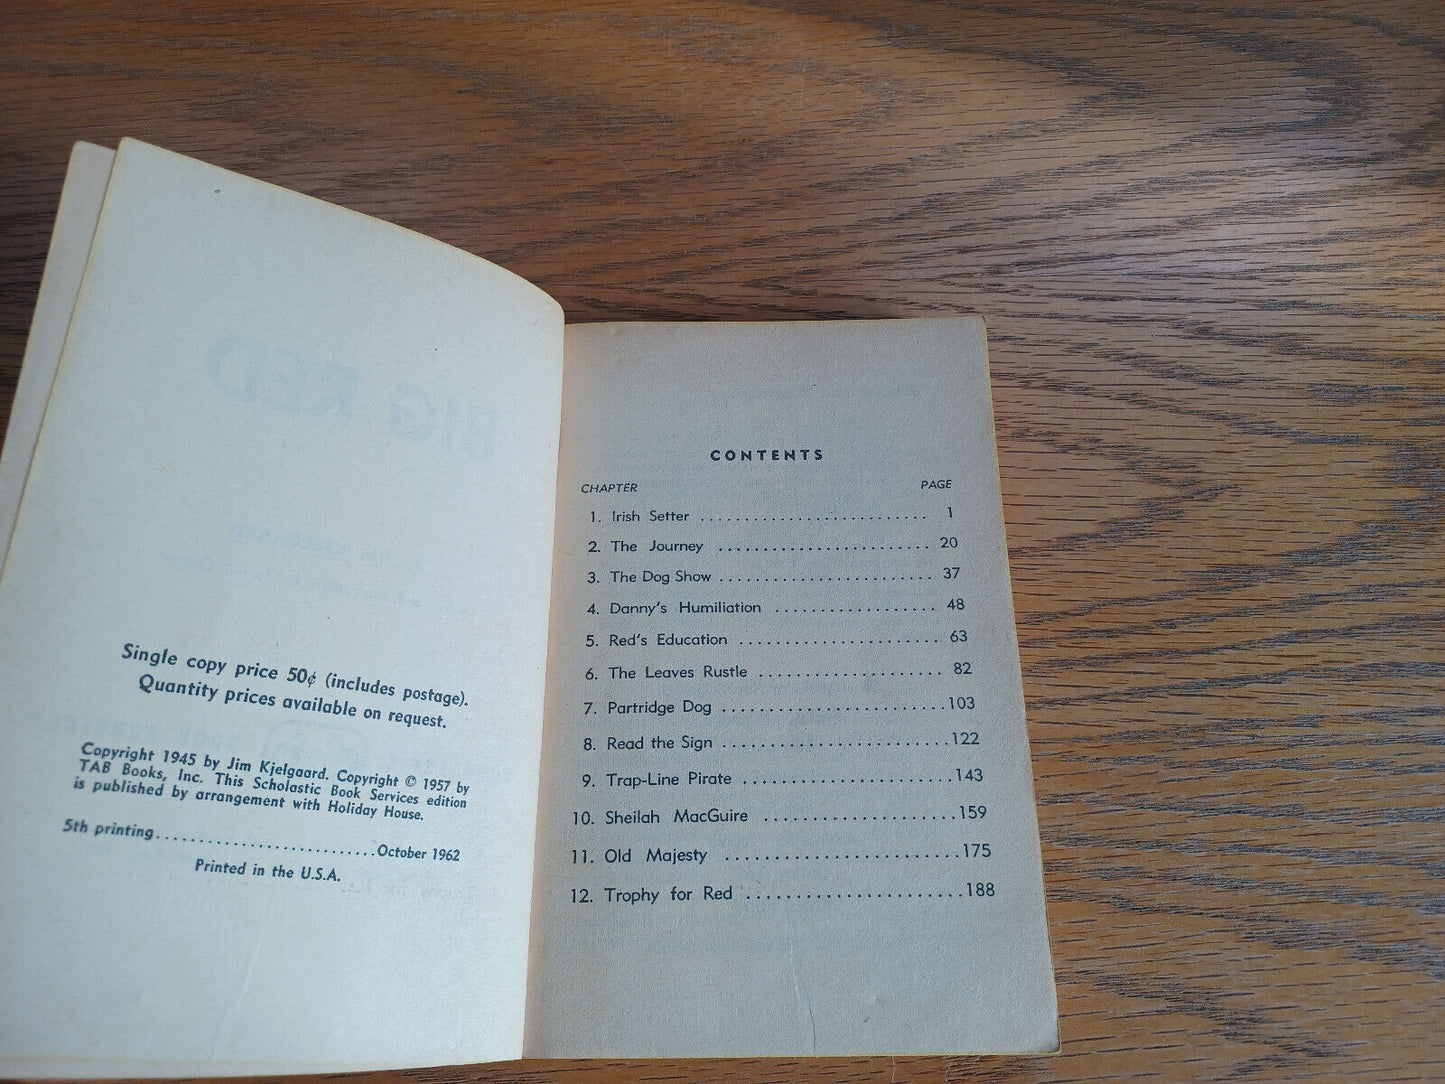 BIG RED
Single copy price 50¢ (includes postage).
Quantity prices available on request.
Copyright 1945 by Jim Kjelgaard. Copyright © 1957 by
TAB Books, Inc. This Scholastic Book Services edition
is published by arrangement with Holiday House.
5th printing..........................October 1962
Printed in the U.S.A.
CONTENTS
CHAPTER PAGE
1. Irish Setter .......................... 1
2. The Journey ........................ 20
3. The Dog Show ........................ 37
4. Danny's Humiliation .................. 48
5. Red's Education ....................... 63
6. The Leaves Rustle ..................... 82
7. Partridge Dog .........................103
8. Read the Sign .........................122
9. Trap-Line Pirate .......................143
10. Sheilah MacGuire .....................159
11. Old Majesty .........................175
12. Trophy for Red .......................188